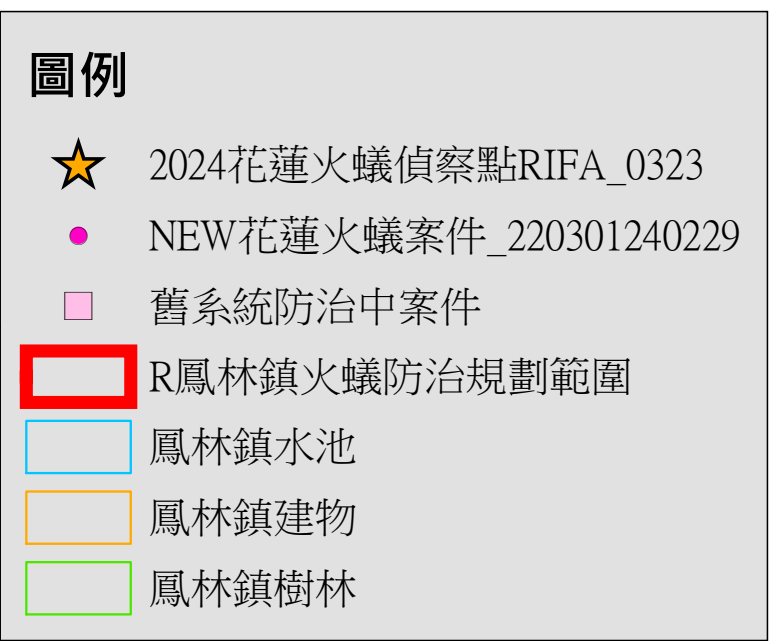 圖例
2024花蓮火蟻偵察點RIFA_0323
NEW花蓮火蟻案件_220301240229
舊系統防治中案件
R鳳林鎮火蟻防治規劃範圍
鳳林鎮水池
鳳林鎮建物
鳳林鎮樹林